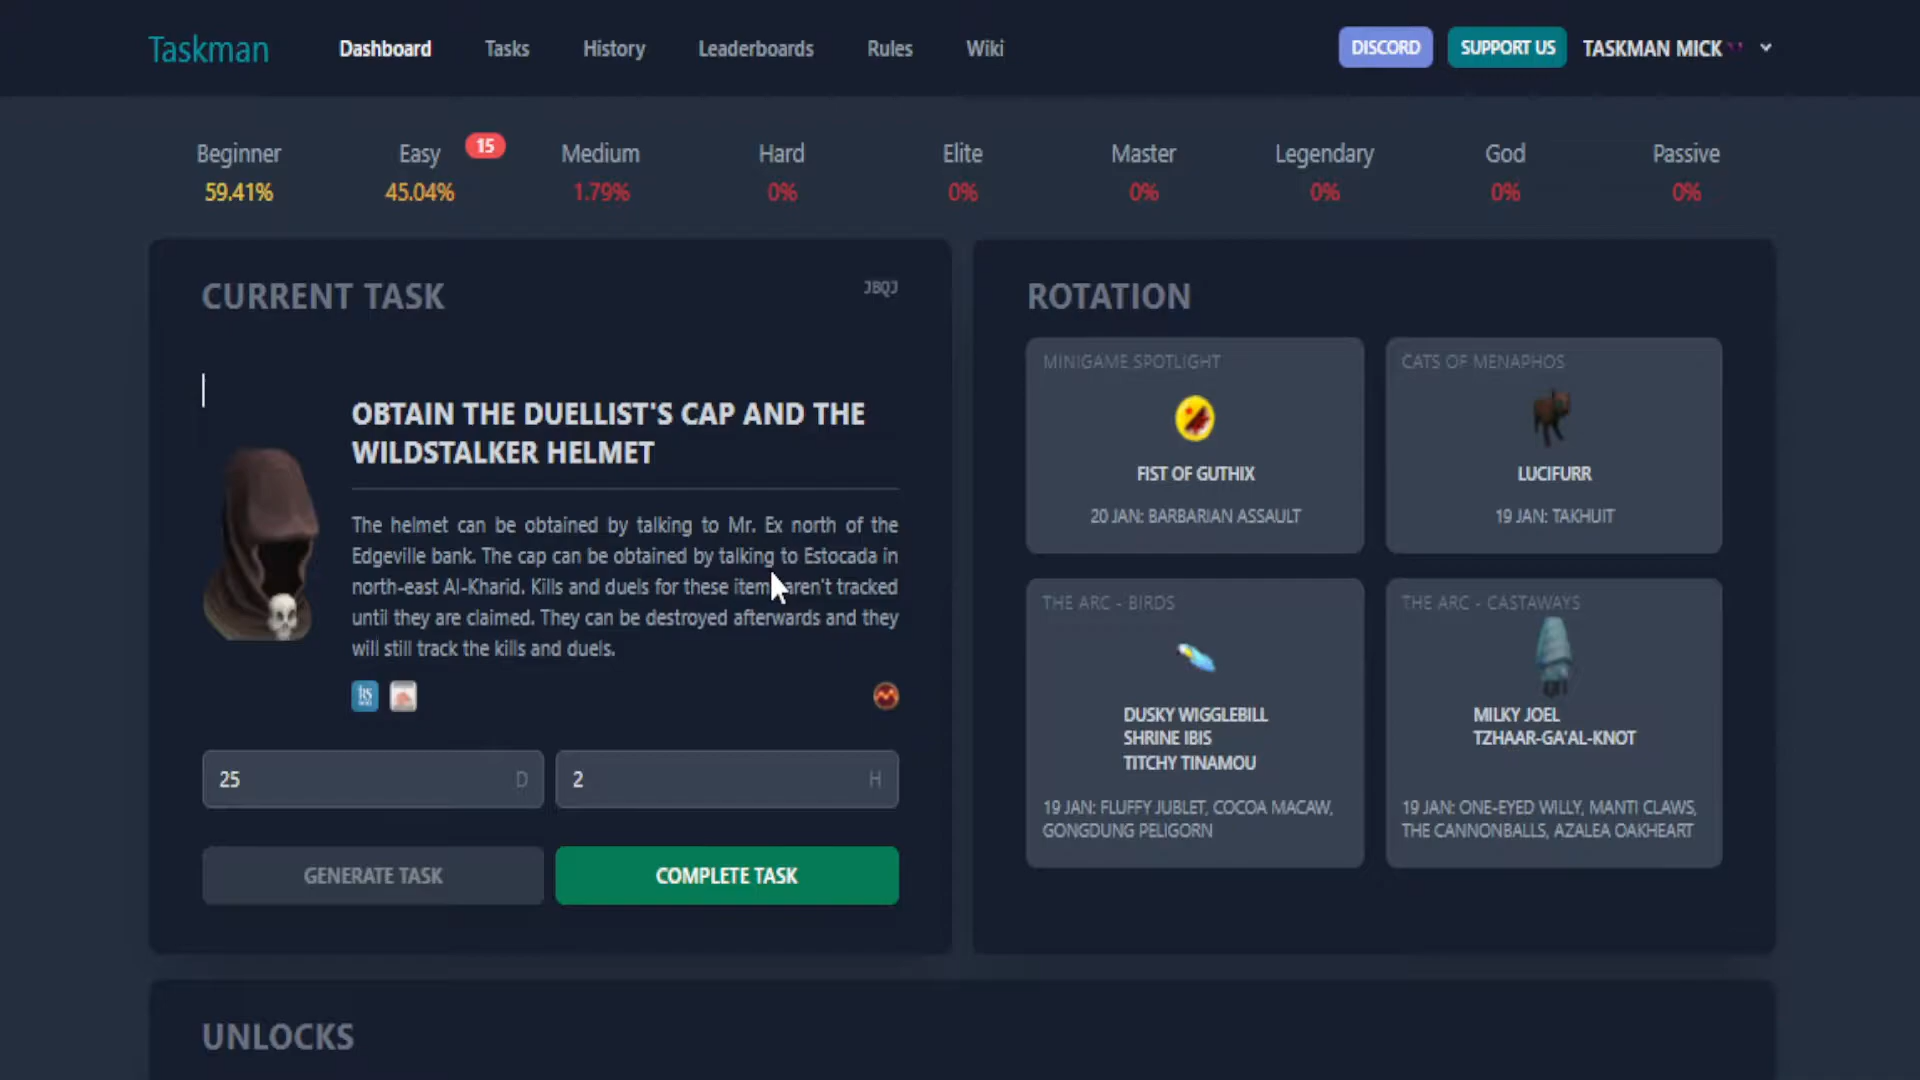 Taskman
Dashboard
Tasks
History
Leaderboards
Rules
Wiki
DISCORD
SUPPORT US
TASKMAN MICK
Beginner
59.41%
Easy
15
45.04%
Medium
1.79%
Hard
0%
Elite
0%
Master
0%
Legendary
0%
God
0%
Passive
0%
CURRENT TASK
JBQJ
OBTAIN THE DUELLIST'S CAP AND THE
WILDSTALKER HELMET
The helmet can be obtained by talking to Mr. Ex north of the
Edgeville bank. The cap can be obtained by talking to Estocada in
north-east Al-Kharid. Kills and duels for these item aren't tracked
until they are claimed. They can be destroyed afterwards and they
will still track the kills and duels.
RS
25 D
2 H
GENERATE TASK
COMPLETE TASK
ROTATION
MINIGAME SPOTLIGHT
FIST OF GUTHIX
20 JAN: BARBARIAN ASSAULT
CATS OF MENAPHOS
LUCIFURR
19 JAN: TAKHUIT
THE ARC - BIRDS
DUSKY WIGGLEBILL
SHRINE IBIS
TITCHY TINAMOU
19 JAN: FLUFFY JUBLET, COCOA MACAW,
GONGDUNG PELIGORN
THE ARC - CASTAWAYS
MILKY JOEL
TZHAAR-GA'AL-KNOT
19 JAN: ONE-EYED WILLY, MANTI CLAWS,
THE CANNONBALLS, AZALEA OAKHEART
UNLOCKS